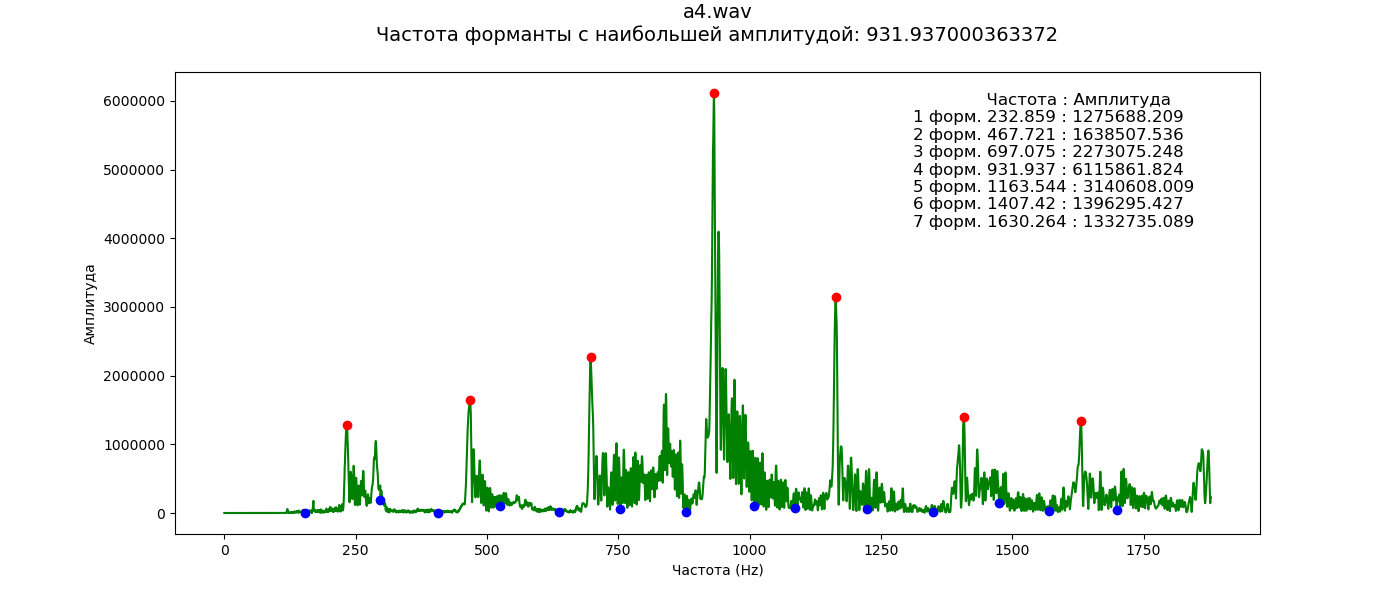 a4.wav
Частота форманты с наибольшей амплитудой: 931.937000363372
Частота : Амплитуда
1 форм. 232.859 : 1275688.209
2 форм. 467.721 : 1638507.536
3 форм. 697.075 : 2273075.248
4 форм. 931.937 : 6115861.824
5 форм. 1163.544 : 3140608.009
6 форм. 1407.42 : 1396295.427
7 форм. 1630.264 : 1332735.089
6000000
5000000
4000000
3000000
2000000
1000000
0
Амплитуда
0 250 500 750 1000 1250 1500 1750
Частота (Hz)